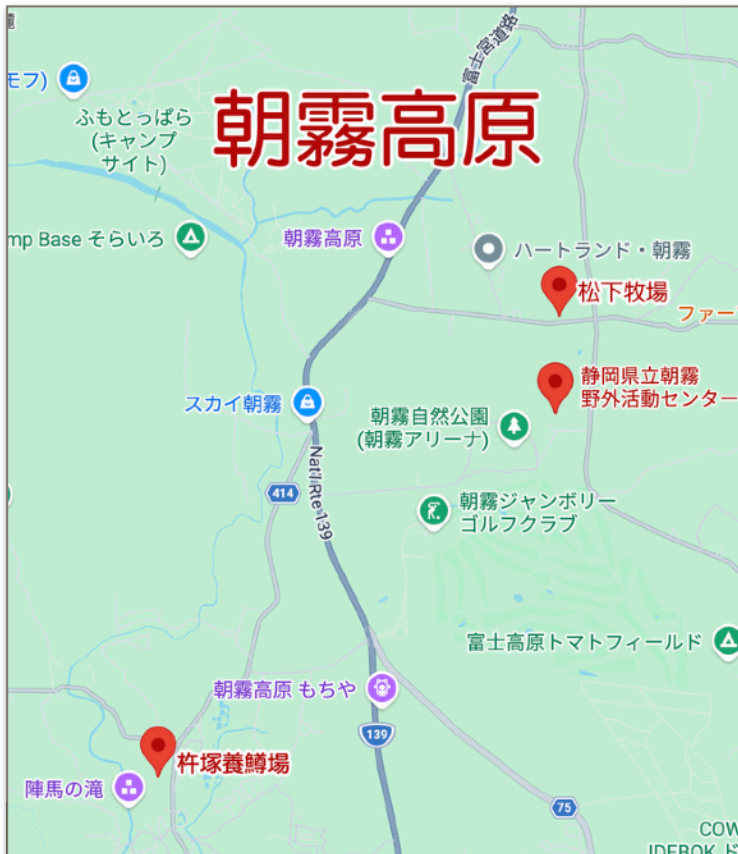 富士宮道路
モフ)
ふもとっぱら
(キャンプ
サイト)
朝霧高原
mp Base そらいろ
朝霧高原
ハートランド・朝霧
松下牧場
ファー
静岡県立朝霧
野外活動センター
スカイ朝霧
朝霧自然公園
(朝霧アリーナ)
414
Nat'l Rte 139
朝霧ジャンボリー
ゴルフクラブ
富士高原トマトフィールド
朝霧高原 もちや
139
杵塚養鱒場
陣馬の滝
75
COW